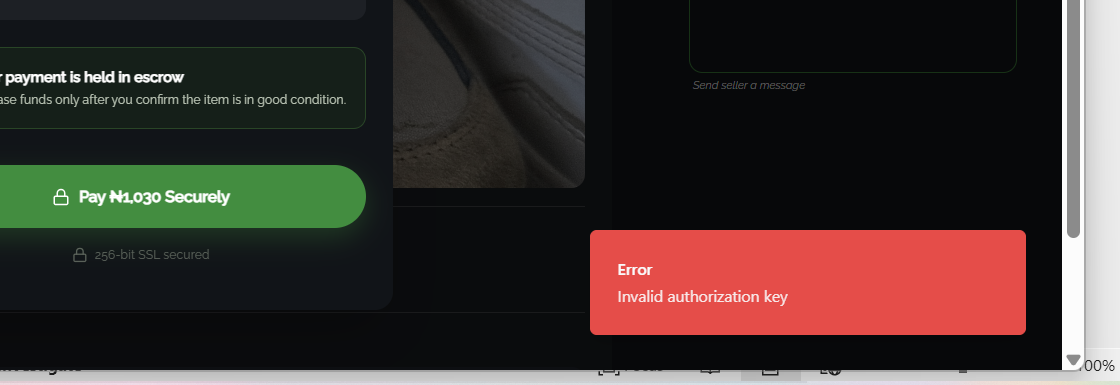 r payment is held in escrow
ase funds only after you confirm the item is in good condition.
Pay ₦1,030 Securely
256-bit SSL secured
Send seller a message
Error
Invalid authorization key
00%